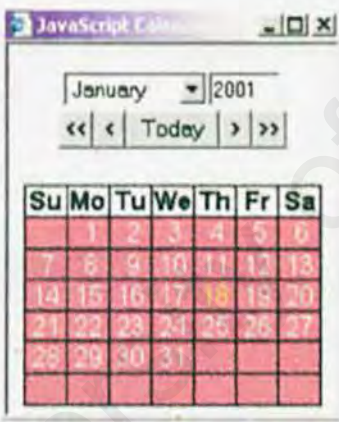 JavaScript
January 2001
<< < Today > >>
Su Mo Tu We Th Fr Sa
1 2 3 4 5 6
7 8 9 10 11 12 13
14 15 16 17 18 19 20
21 22 23 24 25 26 27
28 29 30 31